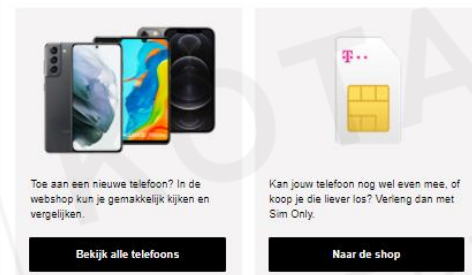 Toe aan een nieuwe telefoon? In de
webshop kun je gemakkelijk kijken en
vergelijken.
Bekijk alle telefoons
T
Kan jouw telefoon nog wel even mee, of
koop je die liever los? Verleng dan met
Sim Only.
Naar de shop